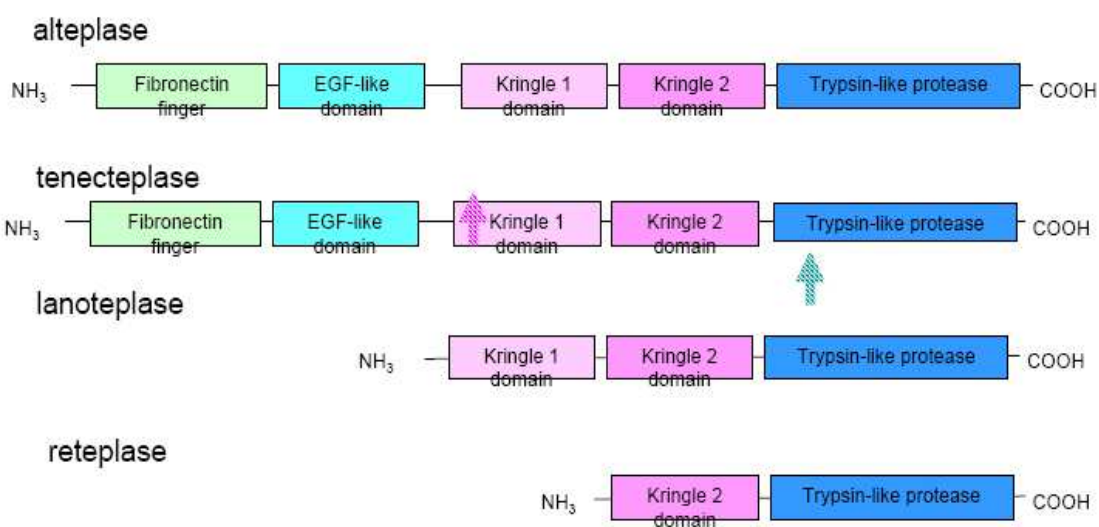 alteplase
NH3 Fibronectin EGF-like Kringle 1 Kringle 2 Trypsin-like protease COOH
finger domain domain domain
tenecteplase
NH3 Fibronectin EGF-like Kringle 1 Kringle 2 Trypsin-like protease COOH
finger domain domain domain
lanoteplase
NH3 Kringle 1 Kringle 2 Trypsin-like protease COOH
domain domain
reteplase
NH3 Kringle 2 Trypsin-like protease COOH
domain